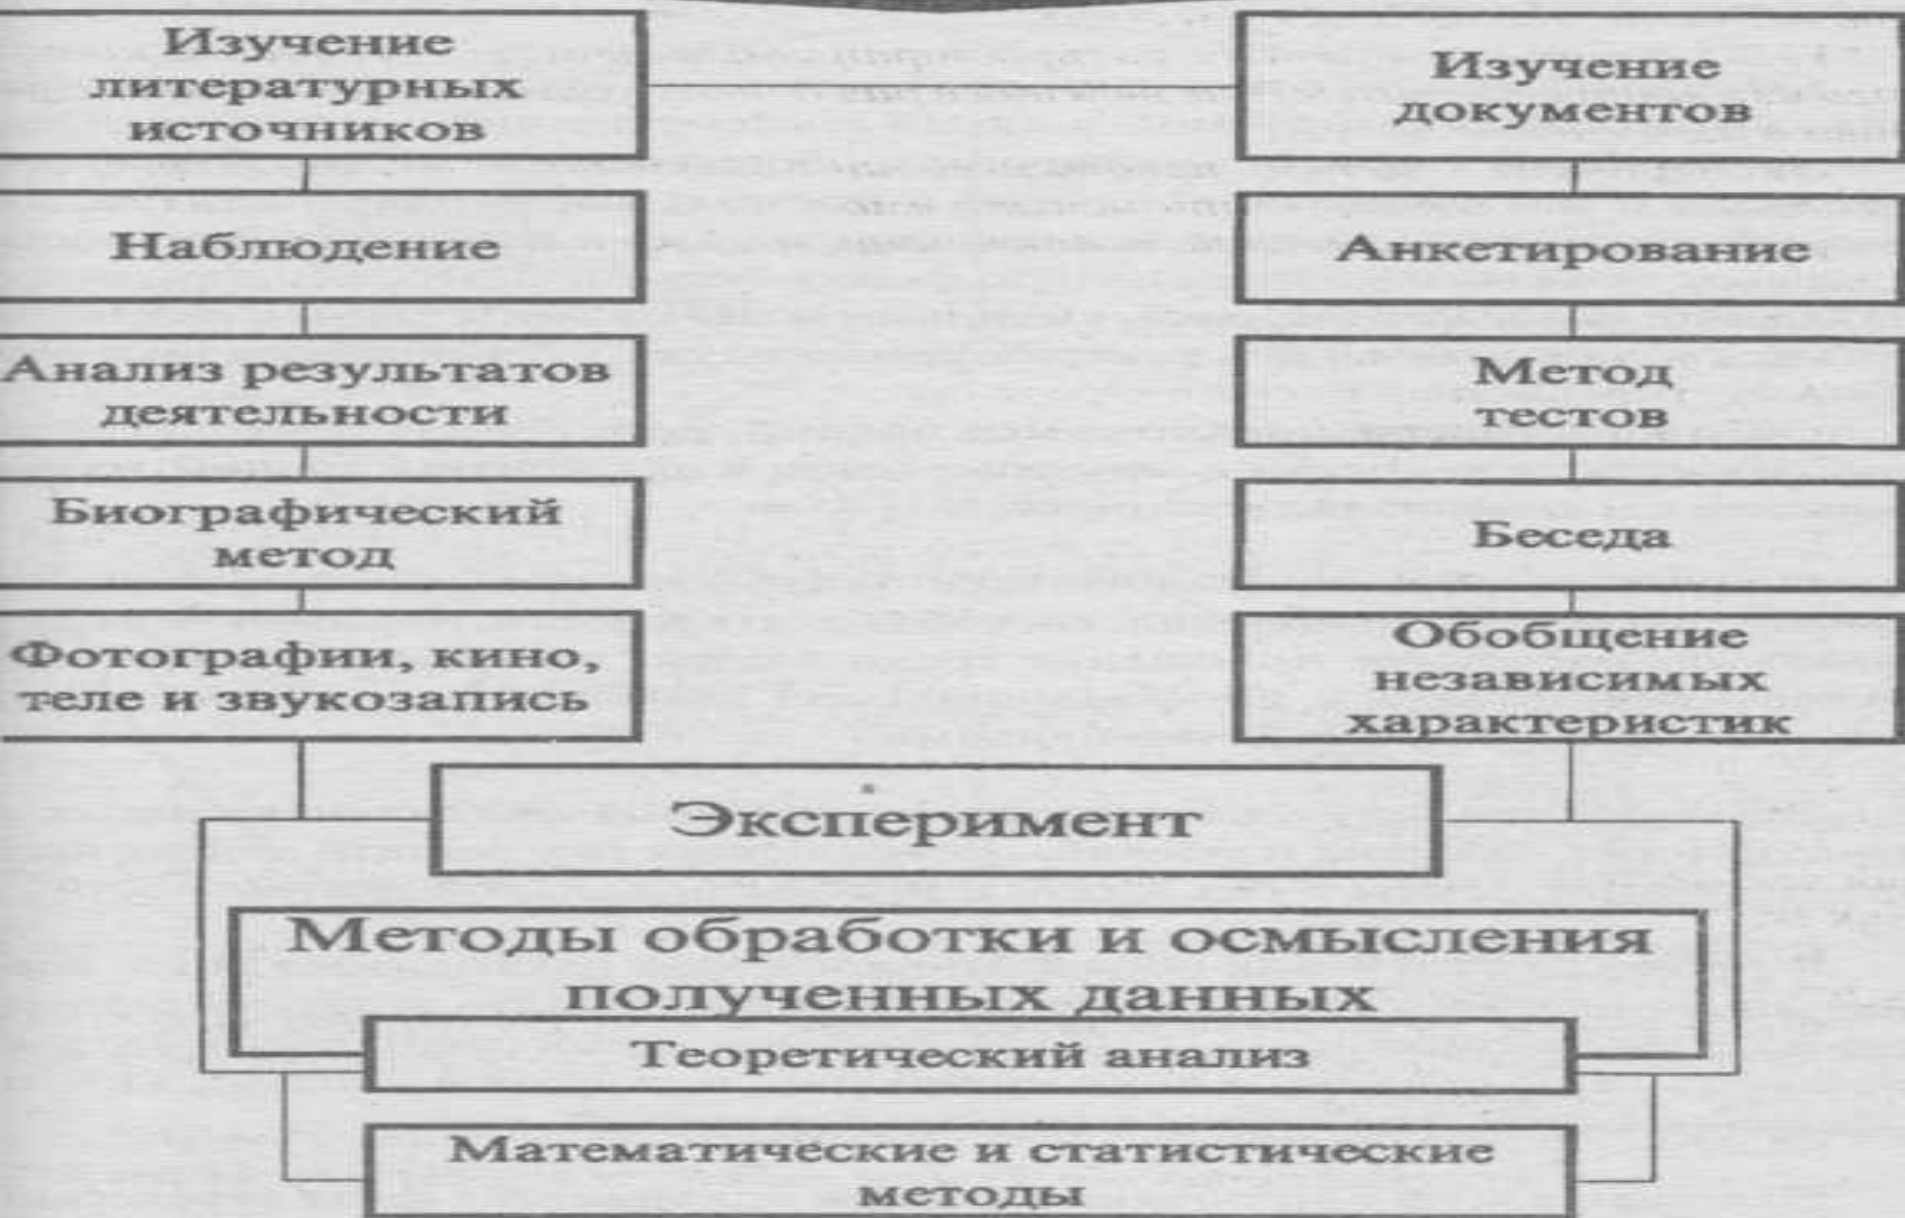 Изучение
литературных
источников
Изучение
документов
Наблюдение
Анкетирование
Анализ результатов
деятельности
Метод
тестов
Биографический
метод
Беседа
Фотографии, кино,
теле и звукозапись
Обобщение
независимых
характеристик
Эксперимент
Методы обработки и осмысления
полученных данных
Теоретический анализ
Математические и статистические
методы